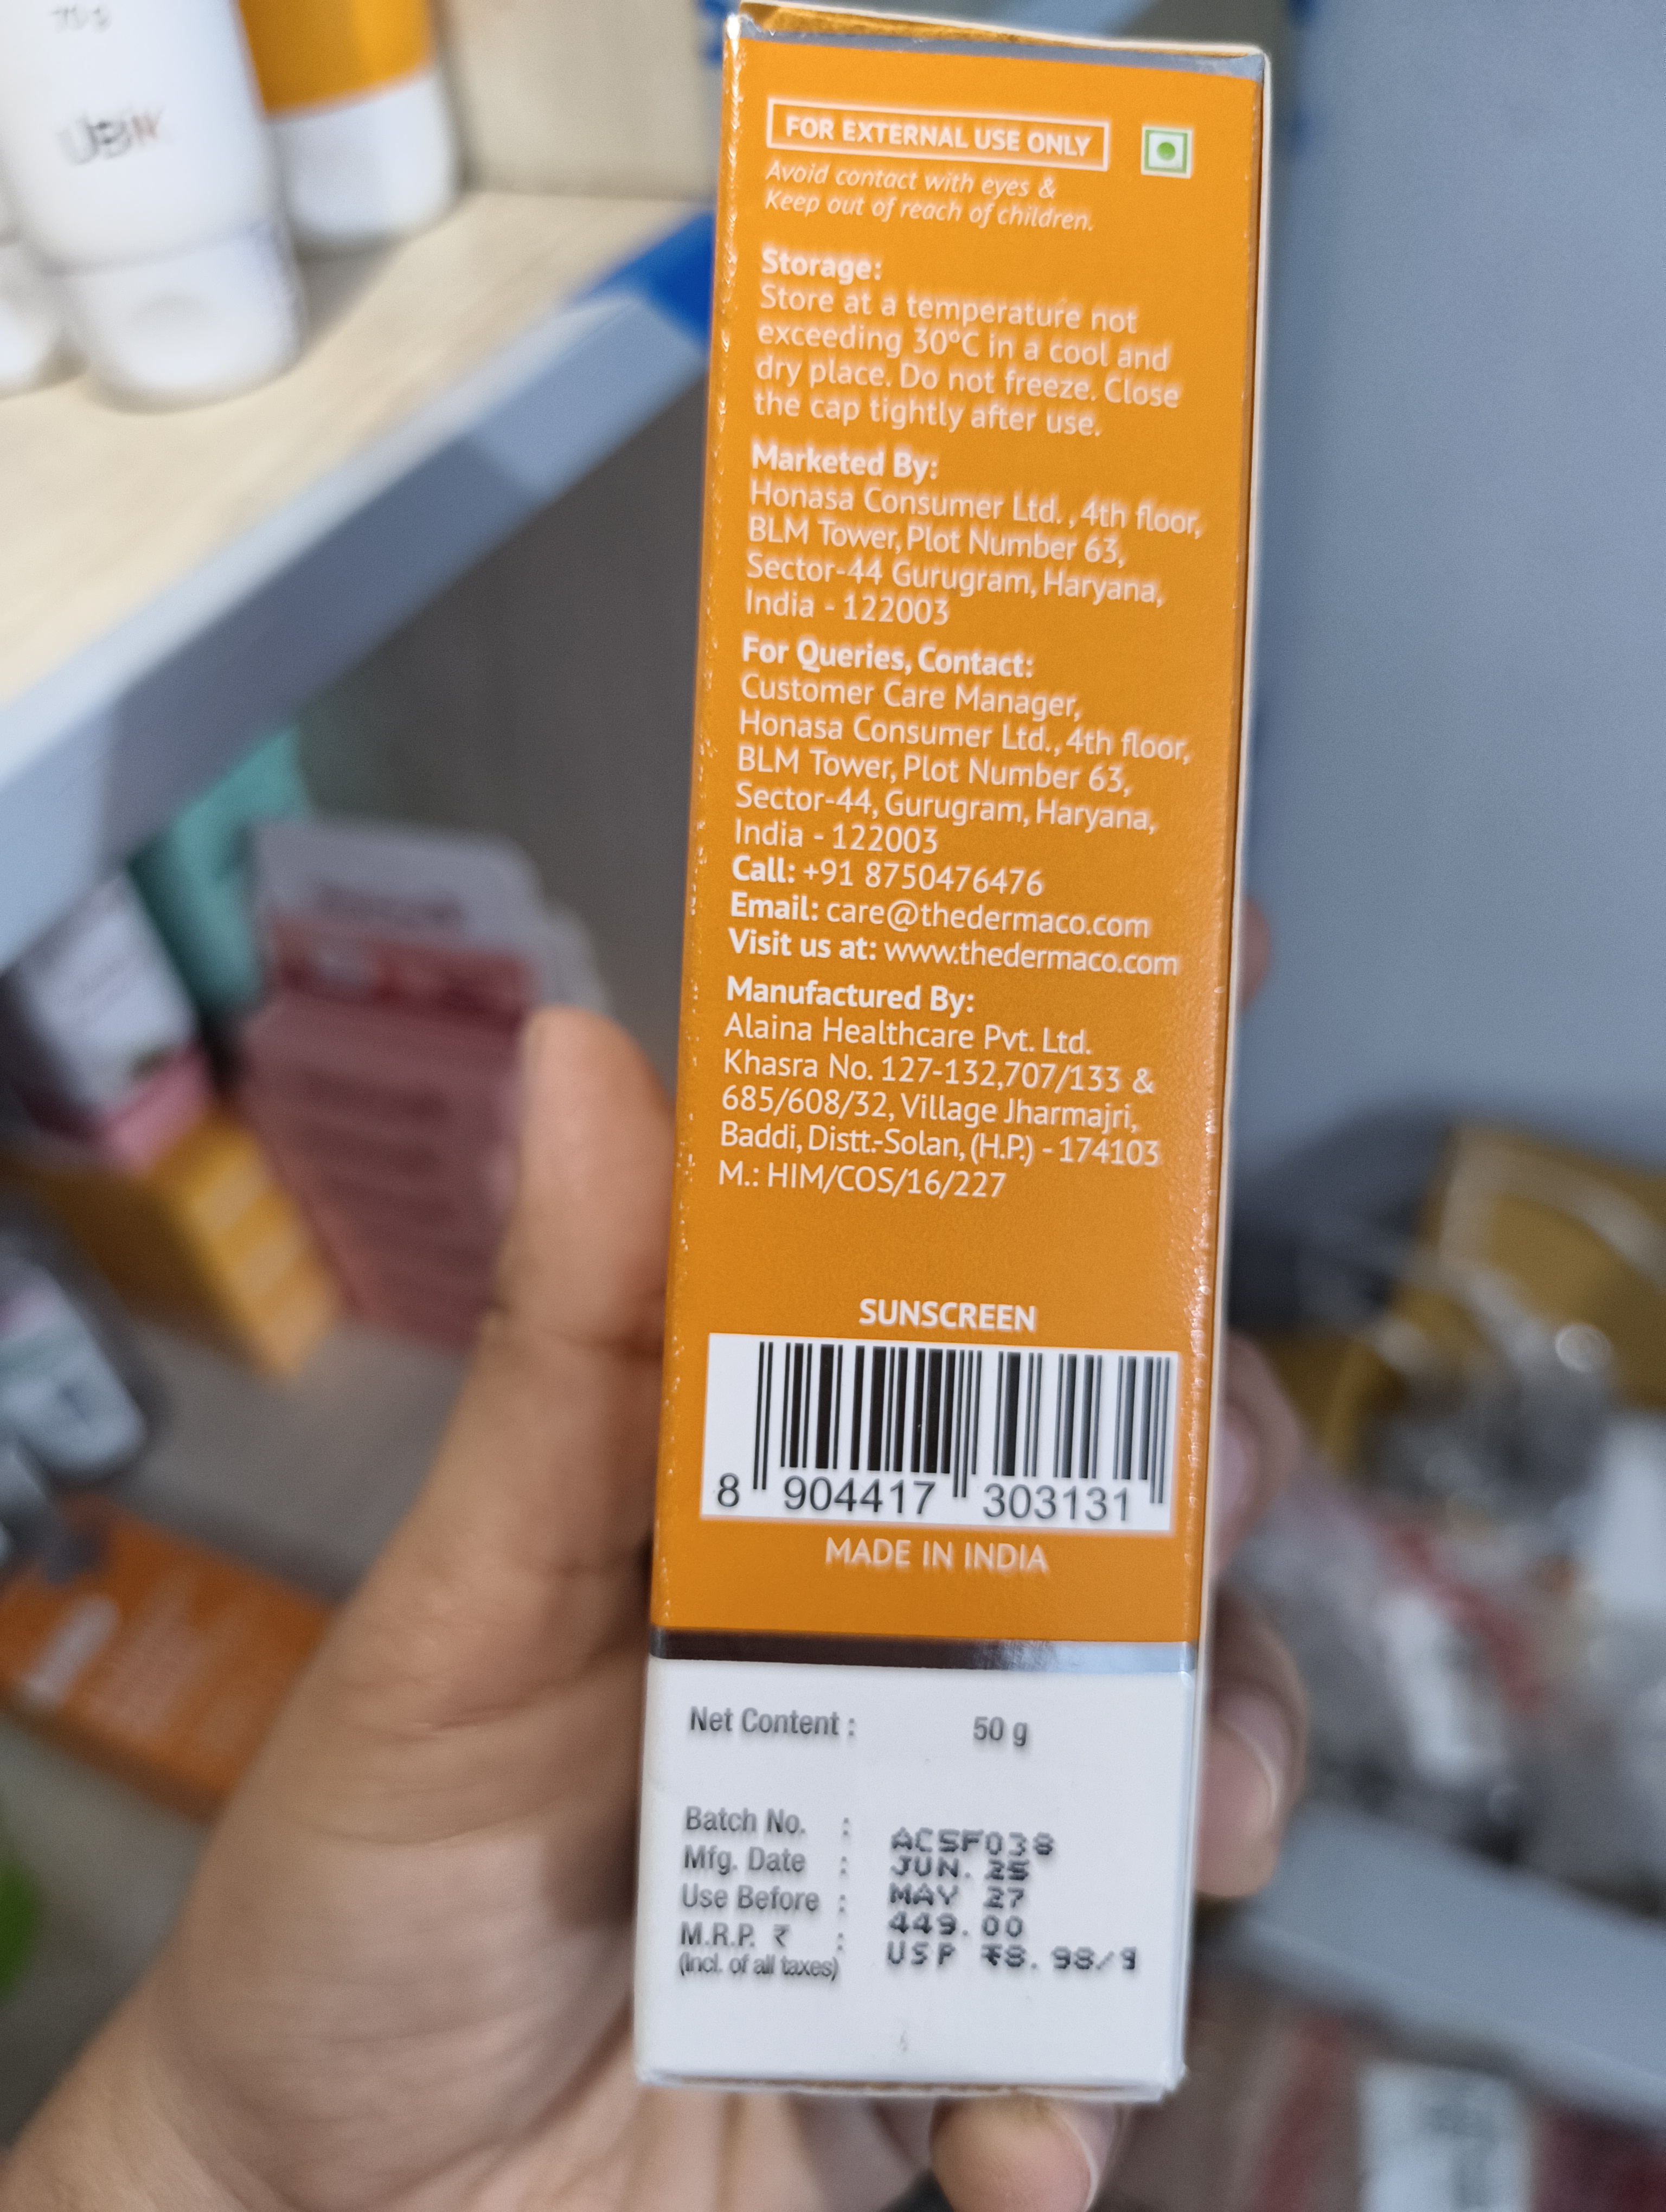 70 g
FOR EXTERNAL USE ONLY
Avoid contact with eyes &
Keep out of reach of children.
Storage:
Store at a temperature not
exceeding 30°C in a cool and
dry place. Do not freeze. Close
the cap tightly after use.
Marketed By:
Honasa Consumer Ltd. , 4th floor,
BLM Tower, Plot Number 63,
Sector-44 Gurugram, Haryana,
India - 122003
For Queries, Contact:
Customer Care Manager,
Honasa Consumer Ltd., 4th floor,
BLM Tower, Plot Number 63,
Sector-44, Gurugram, Haryana,
India - 122003
Call: +91 8750476476
Email: care@thedermaco.com
Visit us at: www.thedermaco.com
Manufactured By:
Alaina Healthcare Pvt. Ltd.
Khasra No. 127-132,707/133 &
685/608/32, Village Jharmajri,
Baddi, Distt.-Solan, (H.P.) - 174103
M.: HIM/COS/16/227
SUNSCREEN
8 904417 303131
MADE IN INDIA
Net Content : 50 g
Batch No. : ACSF038
Mfg. Date : JUN. 25
Use Before : MAY 27
M.R.P. ₹ : 449.00
(Incl. of all taxes) USP ₹8.98/g